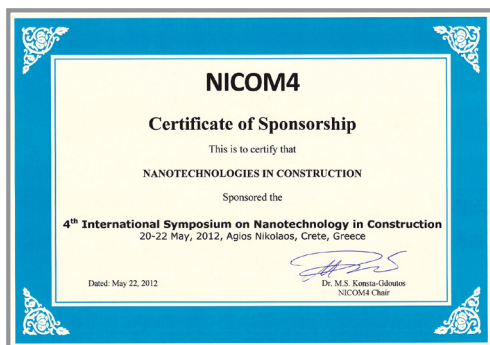 NICOM4
Certificate of Sponsorship
This is to certify that
NANOTECHNOLOGIES IN CONSTRUCTION
Sponsored the
4th International Symposium on Nanotechnology in Construction
20-22 May, 2012, Agios Nikolaos, Crete, Greece
Dated: May 22, 2012
Dr. M.S. Konsta-Gdoutos
NICOM4 Chair